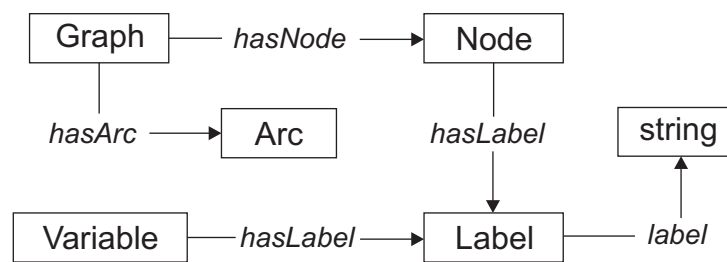 Graph hasNode Node
hasArc Arc hasLabel string
Variable hasLabel Label label